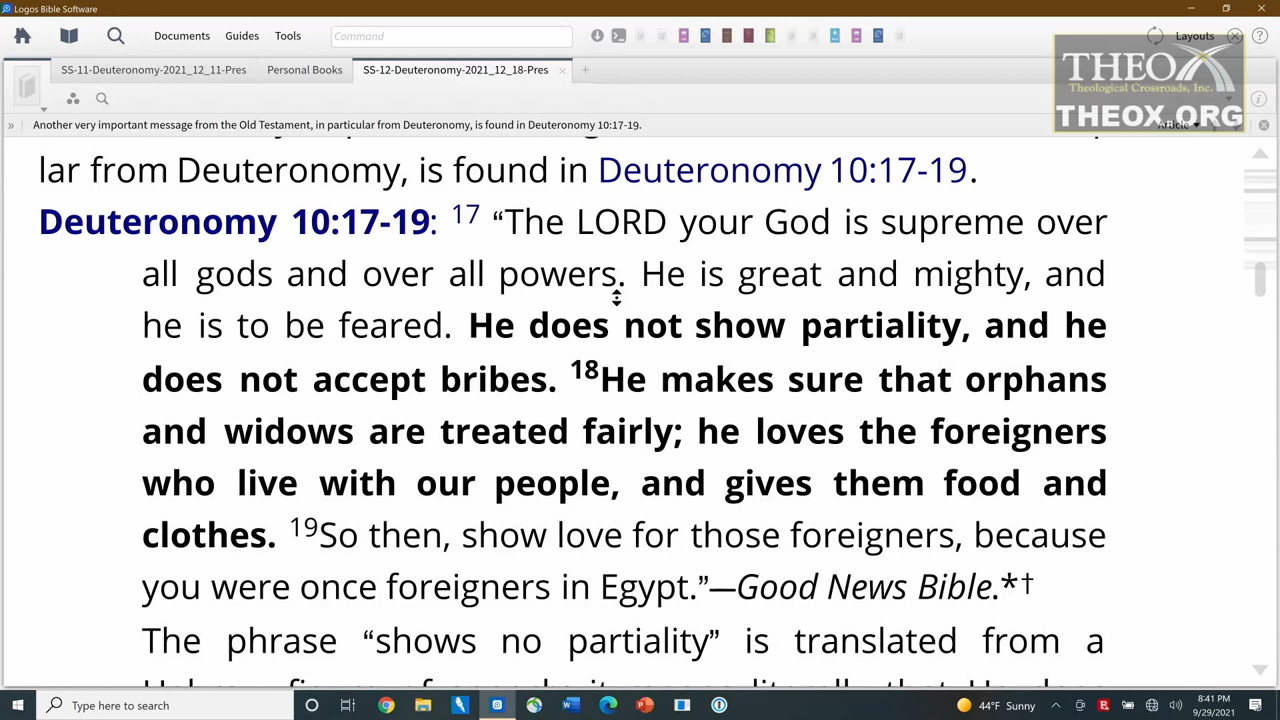 Logos Bible Software
Documents Guides Tools Command Layouts
SS-11-Deuteronomy-2021_12_11-Pres Personal Books SS-12-Deuteronomy-2021_12_18-Pres
THEOX
Theological Crossroads, Inc.
THEOX.ORG
Another very important message from the Old Testament, in particular from Deuteronomy, is found in Deuteronomy 10:17-19.
Article
lar from Deuteronomy, is found in Deuteronomy 10:17-19.
Deuteronomy 10:17-19: 17 “The LORD your God is supreme over
all gods and over all powers. He is great and mighty, and
he is to be feared. He does not show partiality, and he
does not accept bribes. 18He makes sure that orphans
and widows are treated fairly; he loves the foreigners
who live with our people, and gives them food and
clothes. 19So then, show love for those foreigners, because
you were once foreigners in Egypt.”—Good News Bible.*†
The phrase “shows no partiality” is translated from a
Type here to search
44°F Sunny
8:41 PM
9/29/2021